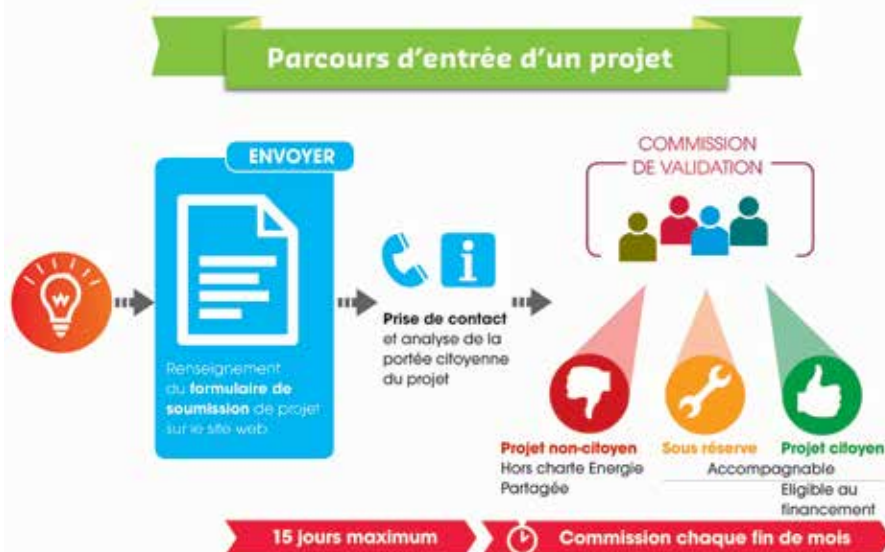 Parcours d'entrée d'un projet
ENVOYER
Renseignement
du formulaire de
soumission de projet
sur le site web
Prise de contact
et analyse de la
portée citoyenne
du projet
COMMISSION
DE VALIDATION
Projet non-citoyen
Hors charte Energie
Partagée
Sous réserve
Projet citoyen
Accompagnable
Eligible au
financement
15 jours maximum
Commission chaque fin de mois